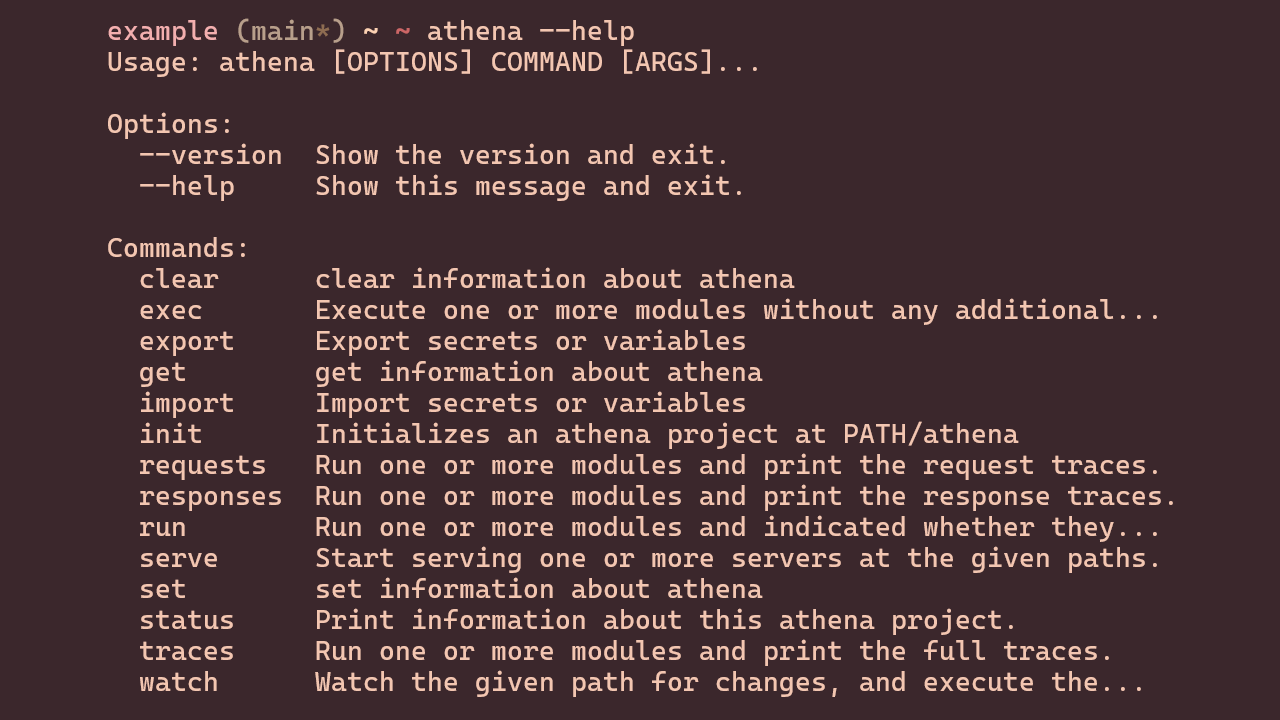 example (main*) ~ ~ athena --help
Usage: athena [OPTIONS] COMMAND [ARGS]...

Options:
  --version  Show the version and exit.
  --help     Show this message and exit.

Commands:
  clear      clear information about athena
  exec       Execute one or more modules without any additional...
  export     Export secrets or variables
  get        get information about athena
  import     Import secrets or variables
  init       Initializes an athena project at PATH/athena
  requests   Run one or more modules and print the request traces.
  responses  Run one or more modules and print the response traces.
  run        Run one or more modules and indicated whether they...
  serve      Start serving one or more servers at the given paths.
  set        set information about athena
  status     Print information about this athena project.
  traces     Run one or more modules and print the full traces.
  watch      Watch the given path for changes, and execute the...